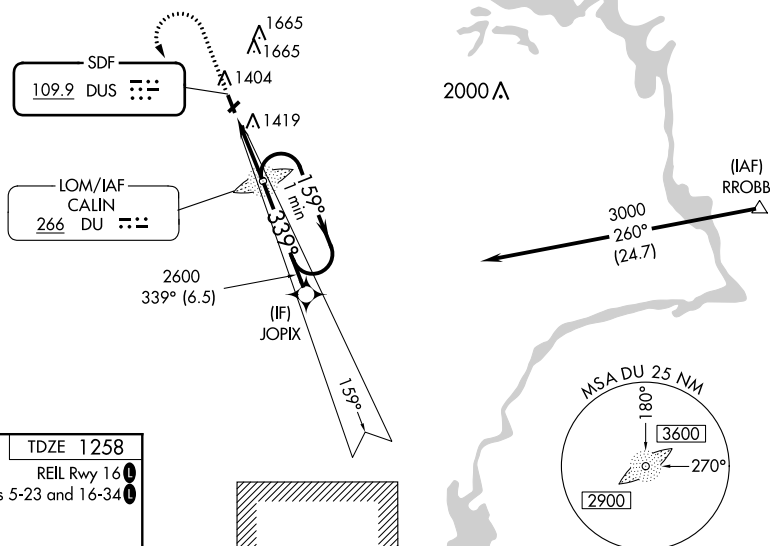 1665
1665
1404
1419
SDF
109.9 DUS
LOM/IAF
CALIN
266 DU
159°
1 min
339°
2600
339° (6.5)
(IF)
JOPIX
159°
2000
(IAF)
RROBB
3000
260°
(24.7)
MSA DU 25 NM
180°
3600
270°
2900
TDZE 1258
REIL Rwy 16 L
s 5-23 and 16-34 L